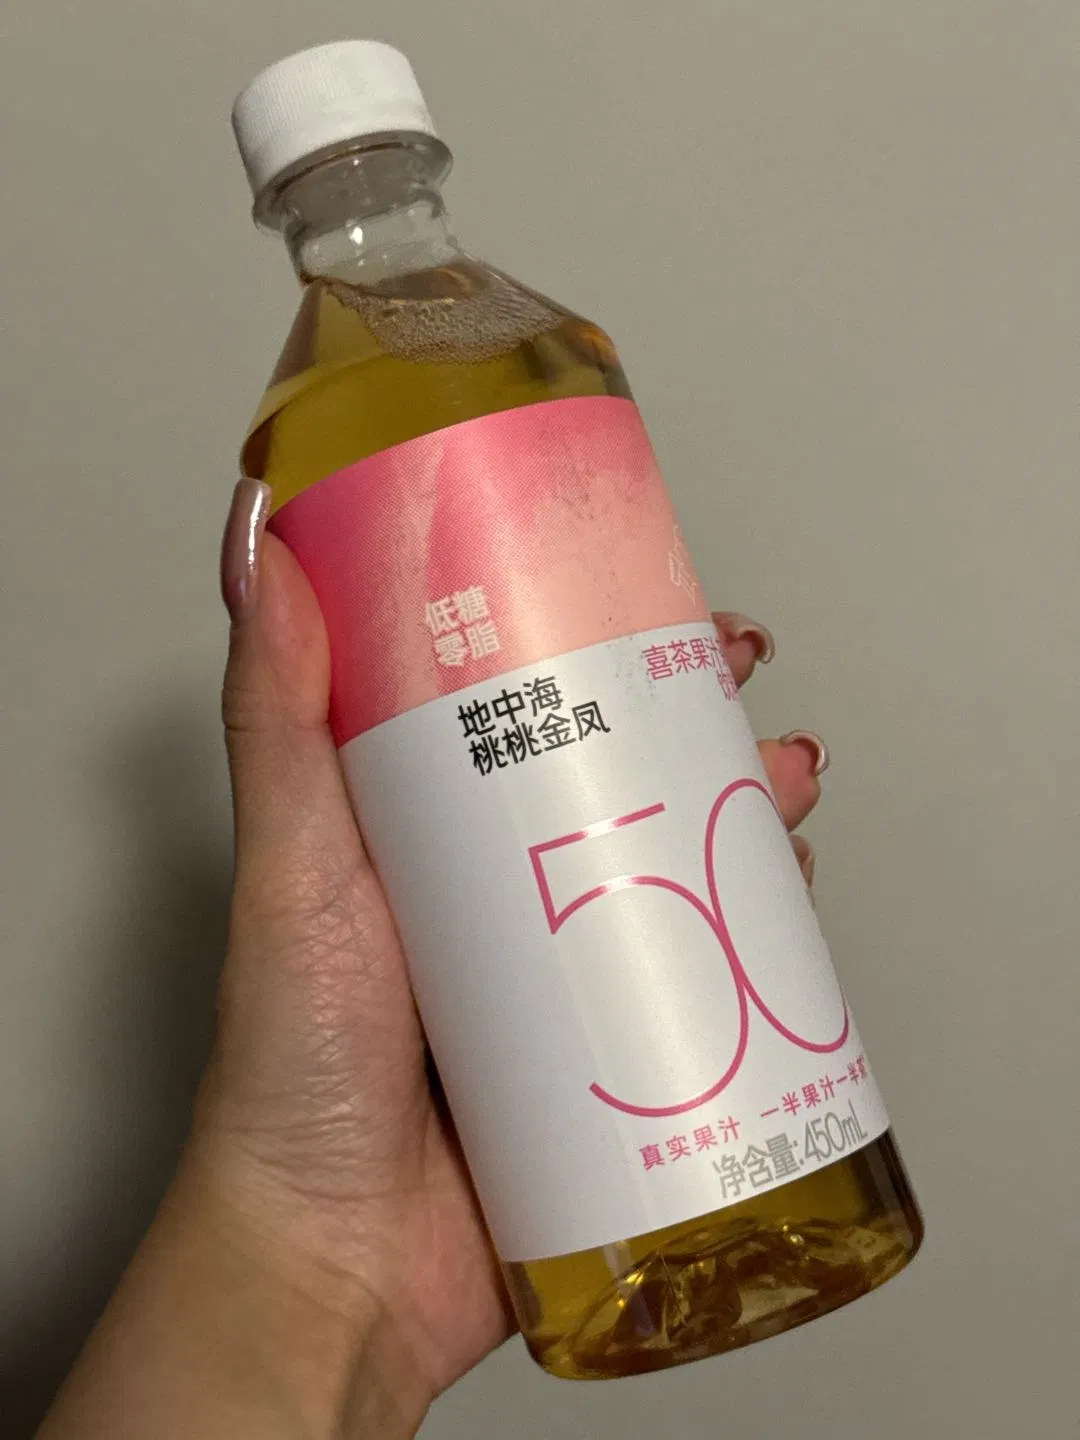 低糖
零脂
喜茶果汁
地中海
桃桃金凤
50
真实果汁 一半果汁一半
净含量:450mL